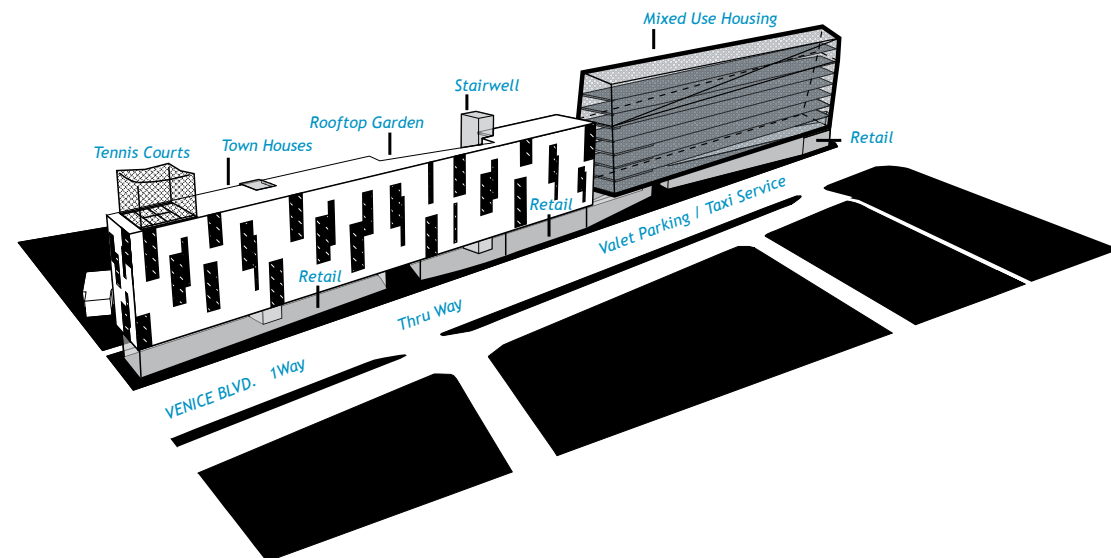 Mixed Use Housing
Stairwell
Rooftop Garden
Town Houses
Tennis Courts
Retail
Retail
Valet Parking / Taxi Service
Retail
Thru Way
VENICE BLVD. 1Way